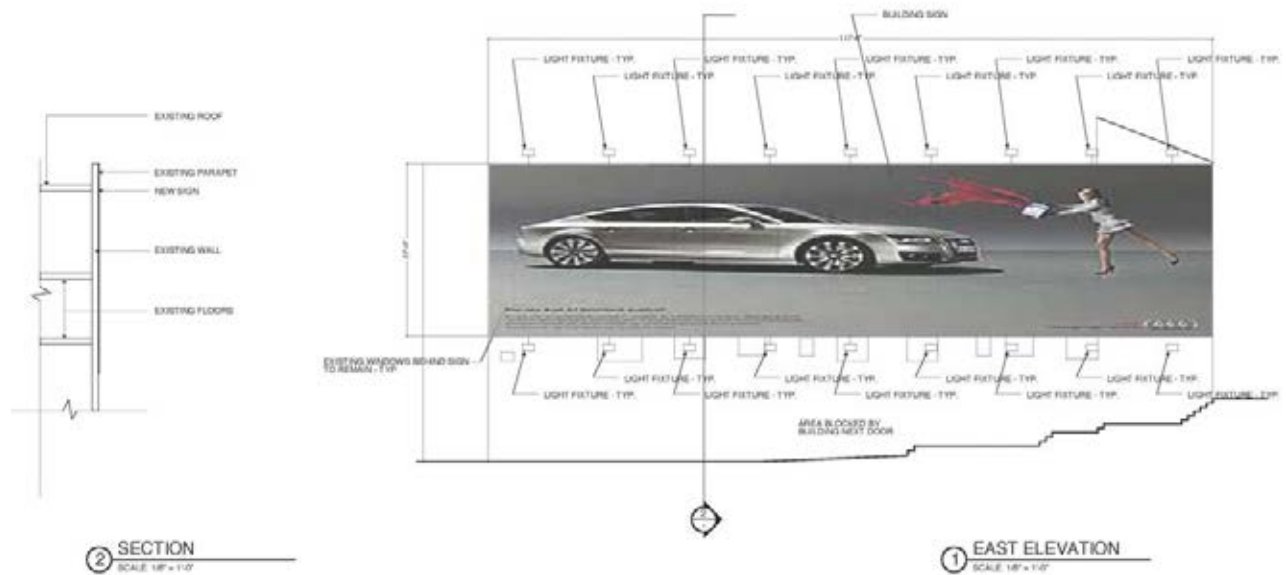 BUILDING SIGN
LIGHT FIXTURE - TYP.
LIGHT FIXTURE - TYP.
LIGHT FIXTURE - TYP.
LIGHT FIXTURE - TYP.
LIGHT FIXTURE - TYP.
LIGHT FIXTURE - TYP.
LIGHT FIXTURE - TYP.
LIGHT FIXTURE - TYP.
LIGHT FIXTURE - TYP.
EXISTING ROOF
EXISTING PARAPET
NEW SIGN
EXISTING WALL
EXISTING FLOORS
EXISTING WINDOWS BEHIND SIGN
TO REMAIN - TYP.
LIGHT FIXTURE - TYP.
LIGHT FIXTURE - TYP.
LIGHT FIXTURE - TYP.
LIGHT FIXTURE - TYP.
LIGHT FIXTURE - TYP.
LIGHT FIXTURE - TYP.
LIGHT FIXTURE - TYP.
LIGHT FIXTURE - TYP.
LIGHT FIXTURE - TYP.
AREA BLOCKED BY
BUILDING NEXT DOOR
2
2 SECTION
SCALE: 1/8" = 1'-0"
1 EAST ELEVATION
SCALE: 1/8" = 1'-0"